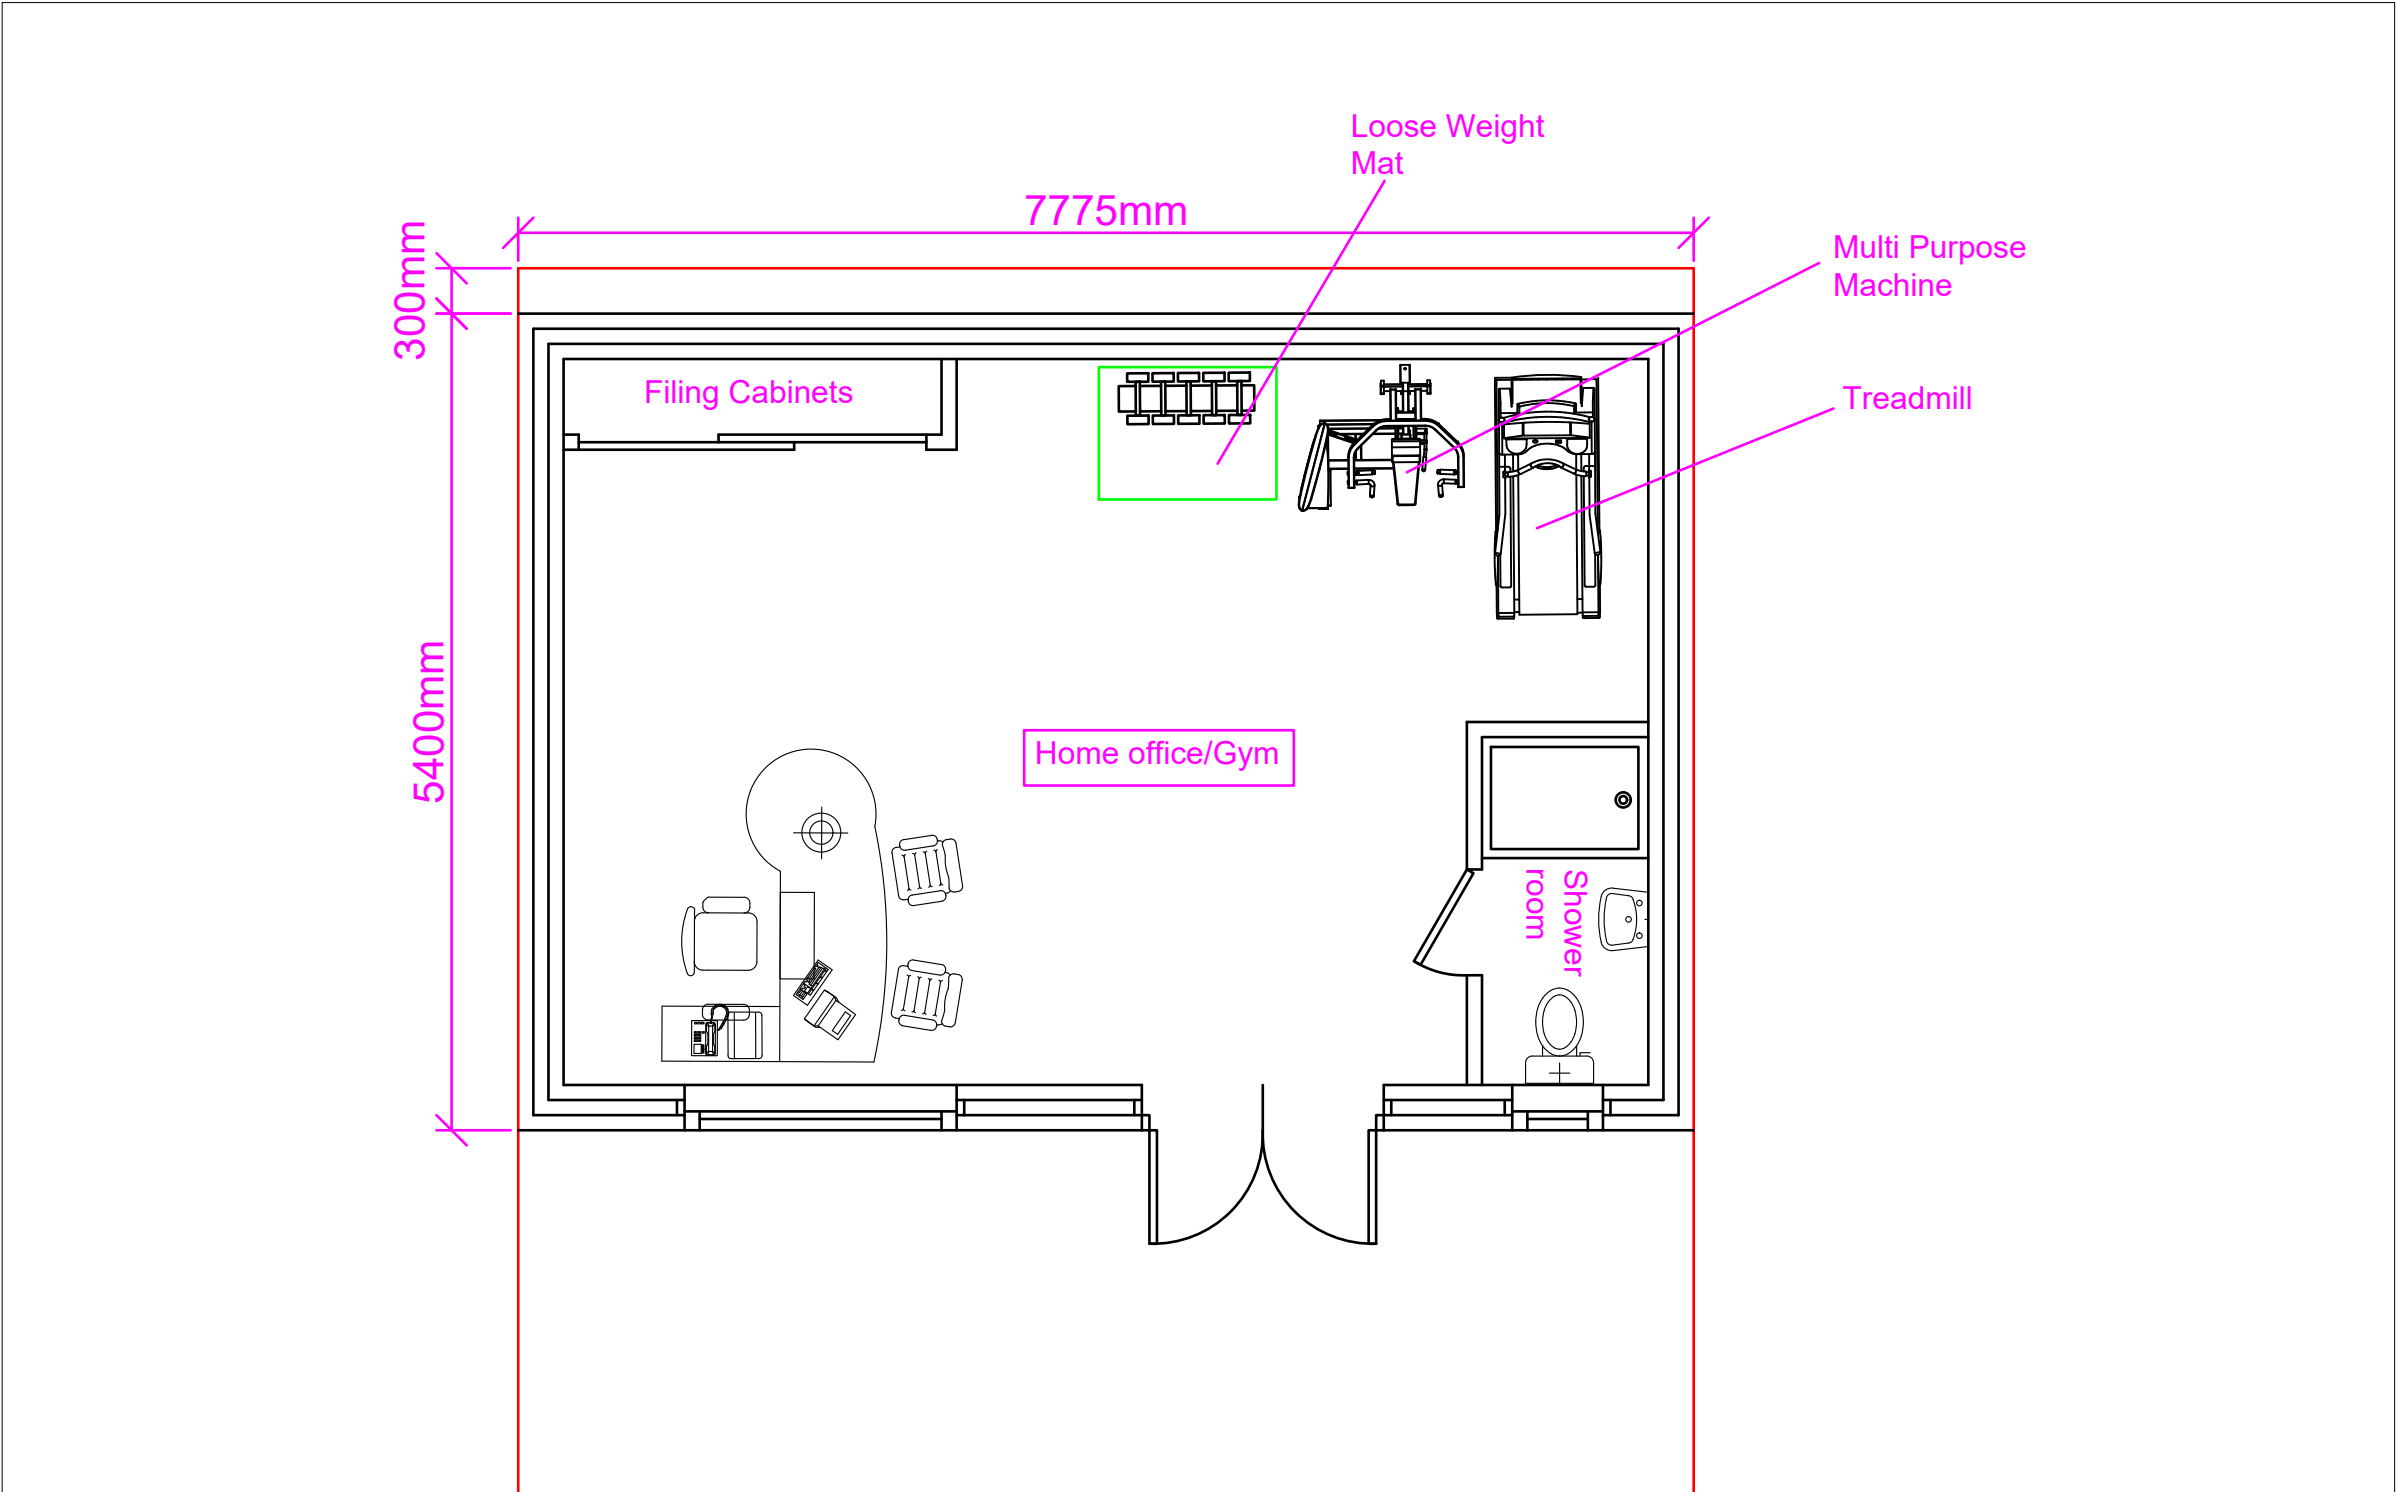 Loose Weight
Mat
7775mm
300mm
Multi Purpose
Machine
Filing Cabinets
Treadmill
5400mm
Home office/Gym
Shower
room